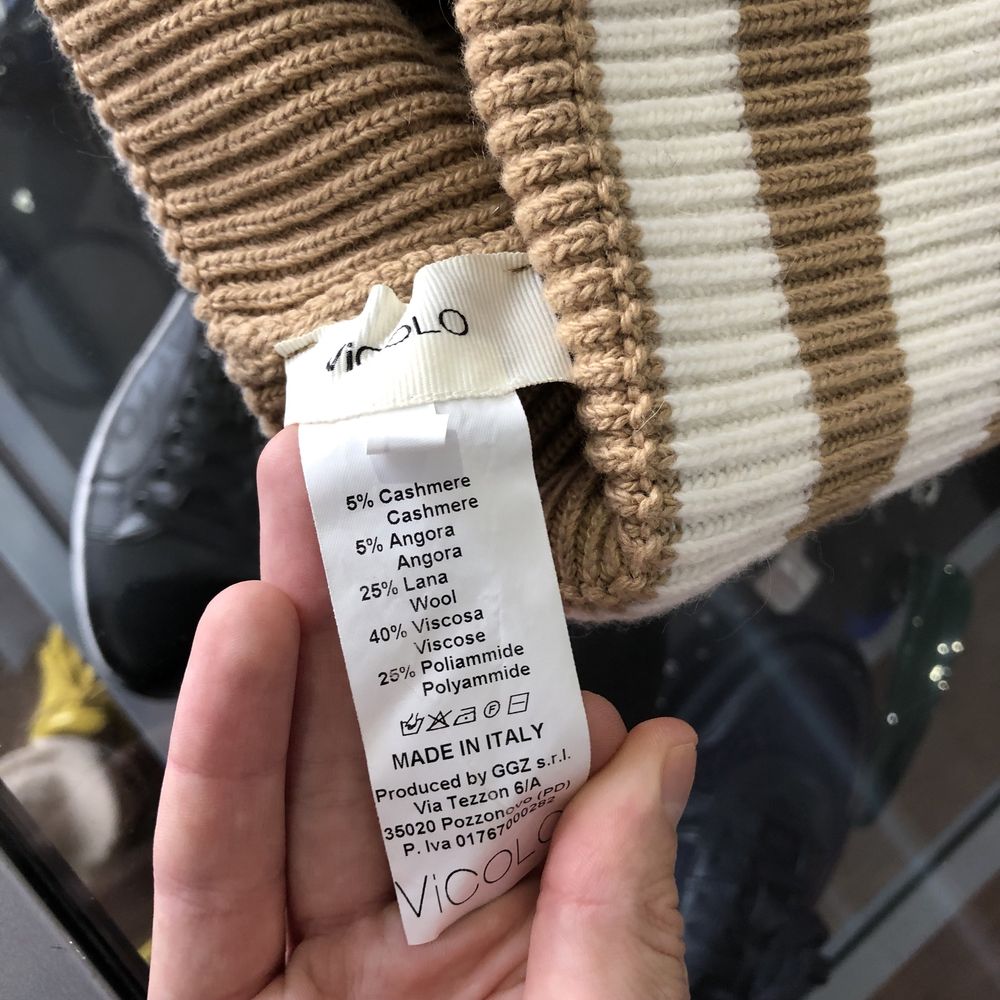 ViCOLO
5% Cashmere
Cashmere
5% Angora
Angora
25% Lana
Wool
40% Viscosa
Viscose
25% Poliammide
Polyammide
F
MADE IN ITALY
Produced by GGZ s.r.l.
Via Tezzon 6/A
35020 Pozzonovo (PD)
P. Iva 01767000282
ViCOLO